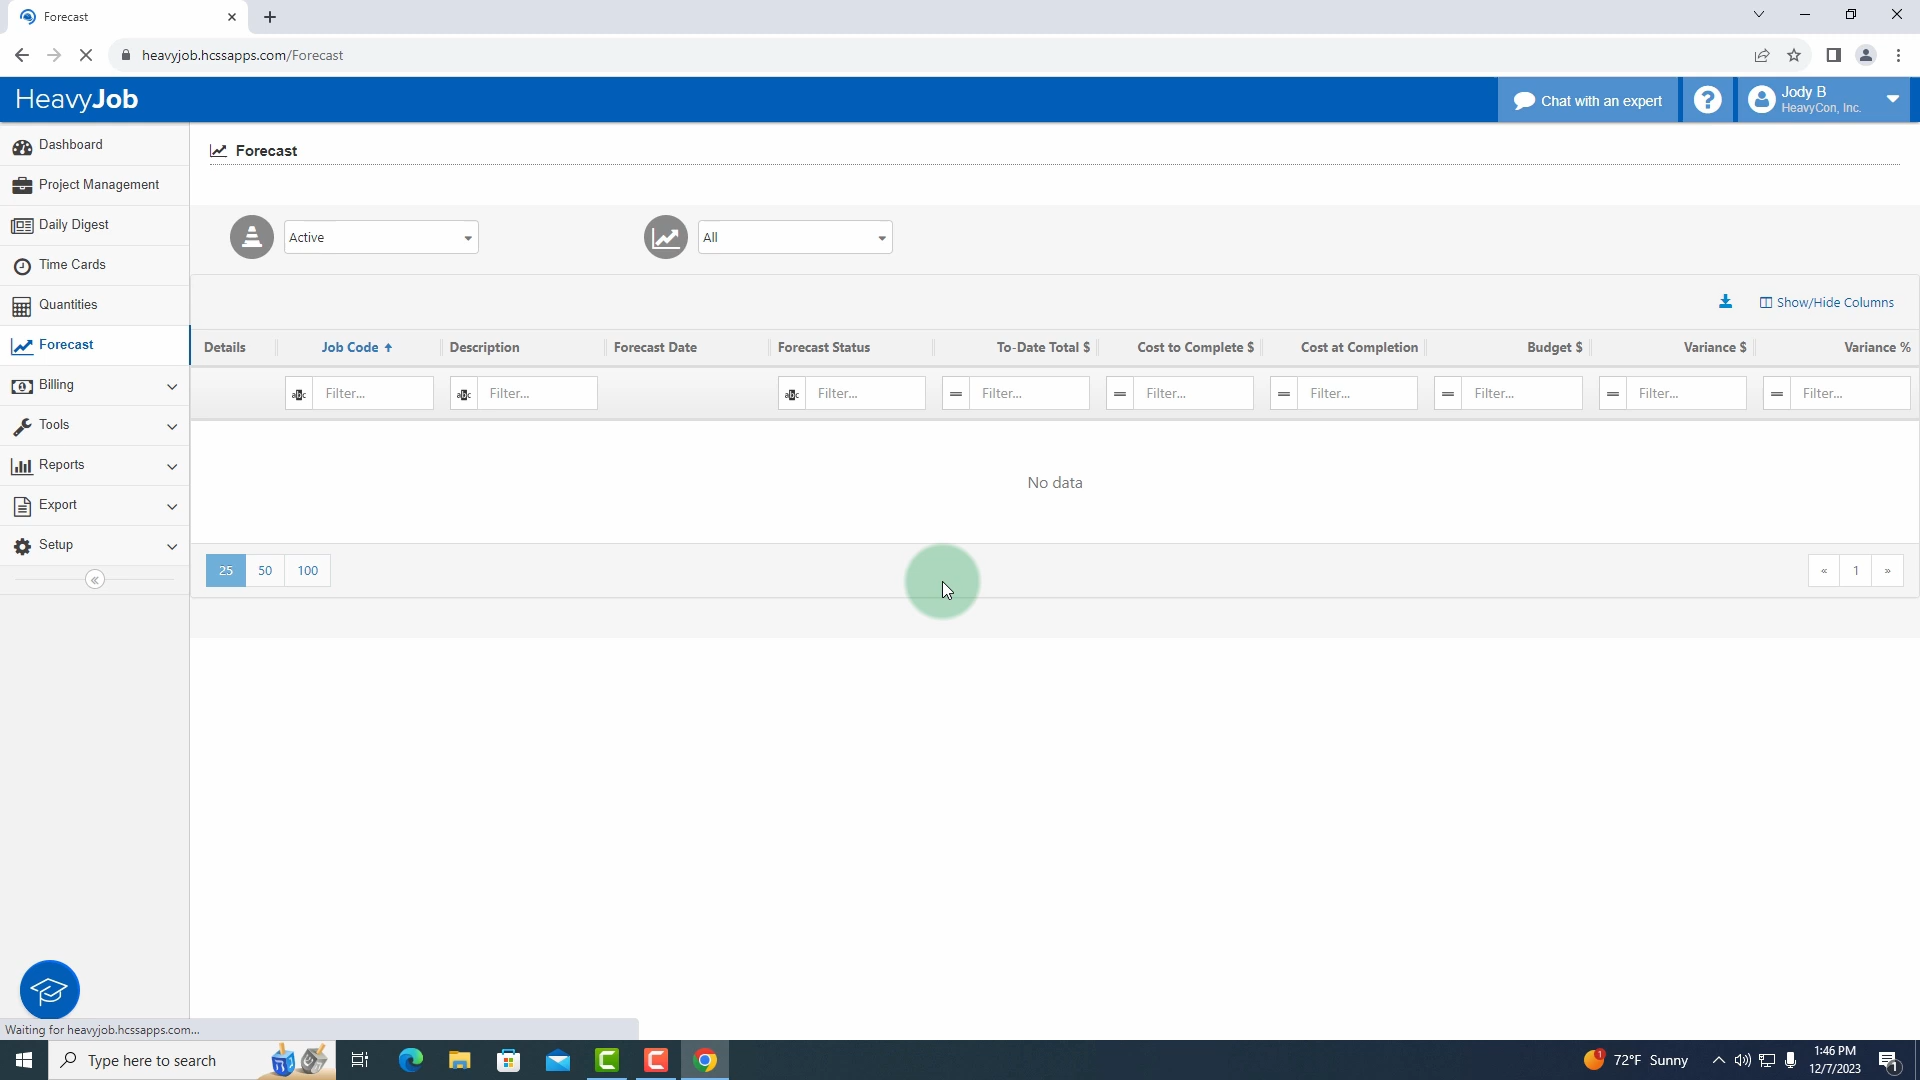 Forecast
heavyjob.hcssapps.com/Forecast
HeavyJob
Chat with an expert
Jody B
HeavyCon, Inc.
Dashboard
Project Management
Daily Digest
Time Cards
Quantities
Forecast
Billing
Tools
Reports
Export
Setup
Forecast
Active
All
Show/Hide Columns
Details Job Code Description Forecast Date Forecast Status To-Date Total $ Cost to Complete $ Cost at Completion Budget $ Variance $ Variance %
Filter... Filter... Filter... Filter... Filter... Filter... Filter... Filter... Filter...
No data
25 50 100
« 1 »
Waiting for heavyjob.hcssapps.com...
Type here to search
72°F Sunny
1:46 PM
12/7/2023